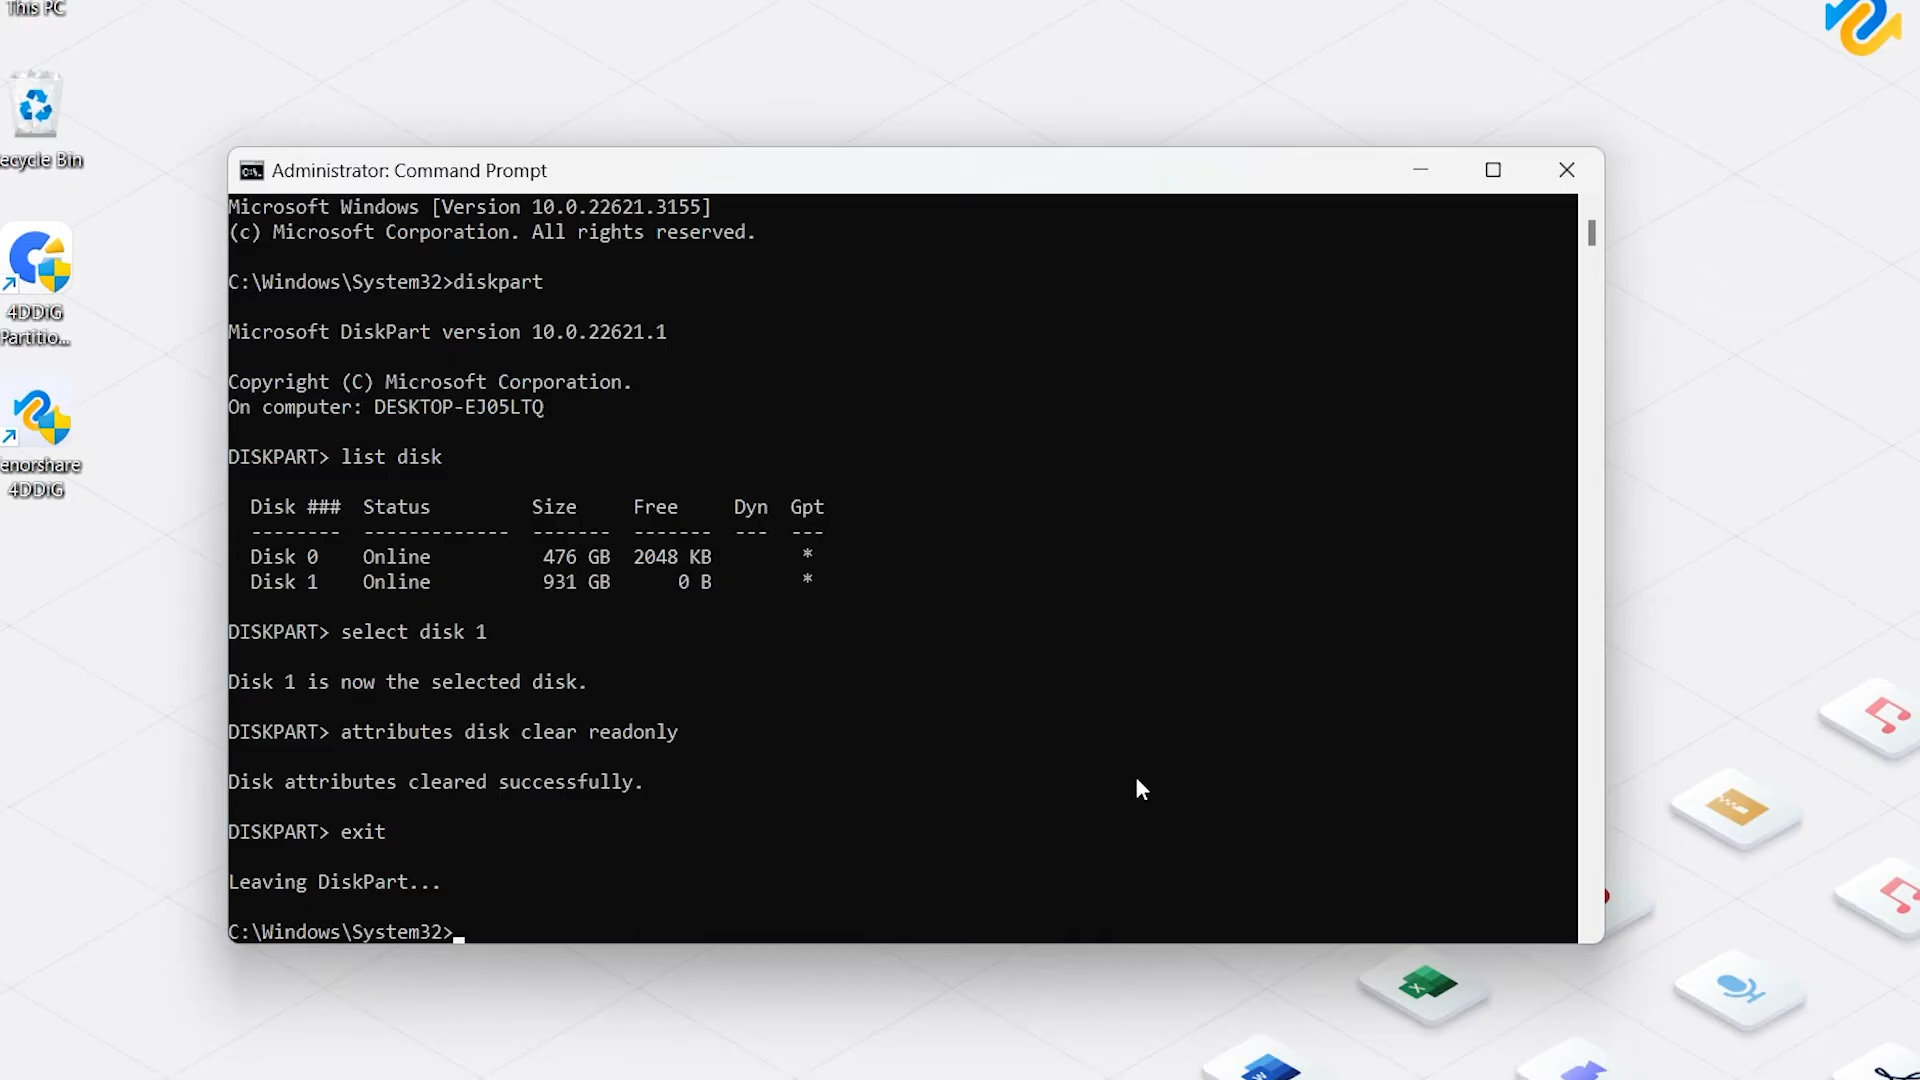 This PC
ecycle Bin
4DDiG
Partitio...
enorshare
4DDiG
Administrator: Command Prompt
Microsoft Windows [Version 10.0.22621.3155]
(c) Microsoft Corporation. All rights reserved.
C:\Windows\System32>diskpart
Microsoft DiskPart version 10.0.22621.1
Copyright (C) Microsoft Corporation.
On computer: DESKTOP-EJ05LTQ
DISKPART> list disk
Disk ###  Status         Size     Free     Dyn  Gpt
--------  -------------  -------  -------  ---  ---
Disk 0    Online          476 GB  2048 KB        *
Disk 1    Online          931 GB      0 B        *
DISKPART> select disk 1
Disk 1 is now the selected disk.
DISKPART> attributes disk clear readonly
Disk attributes cleared successfully.
DISKPART> exit
Leaving DiskPart...
C:\Windows\System32>